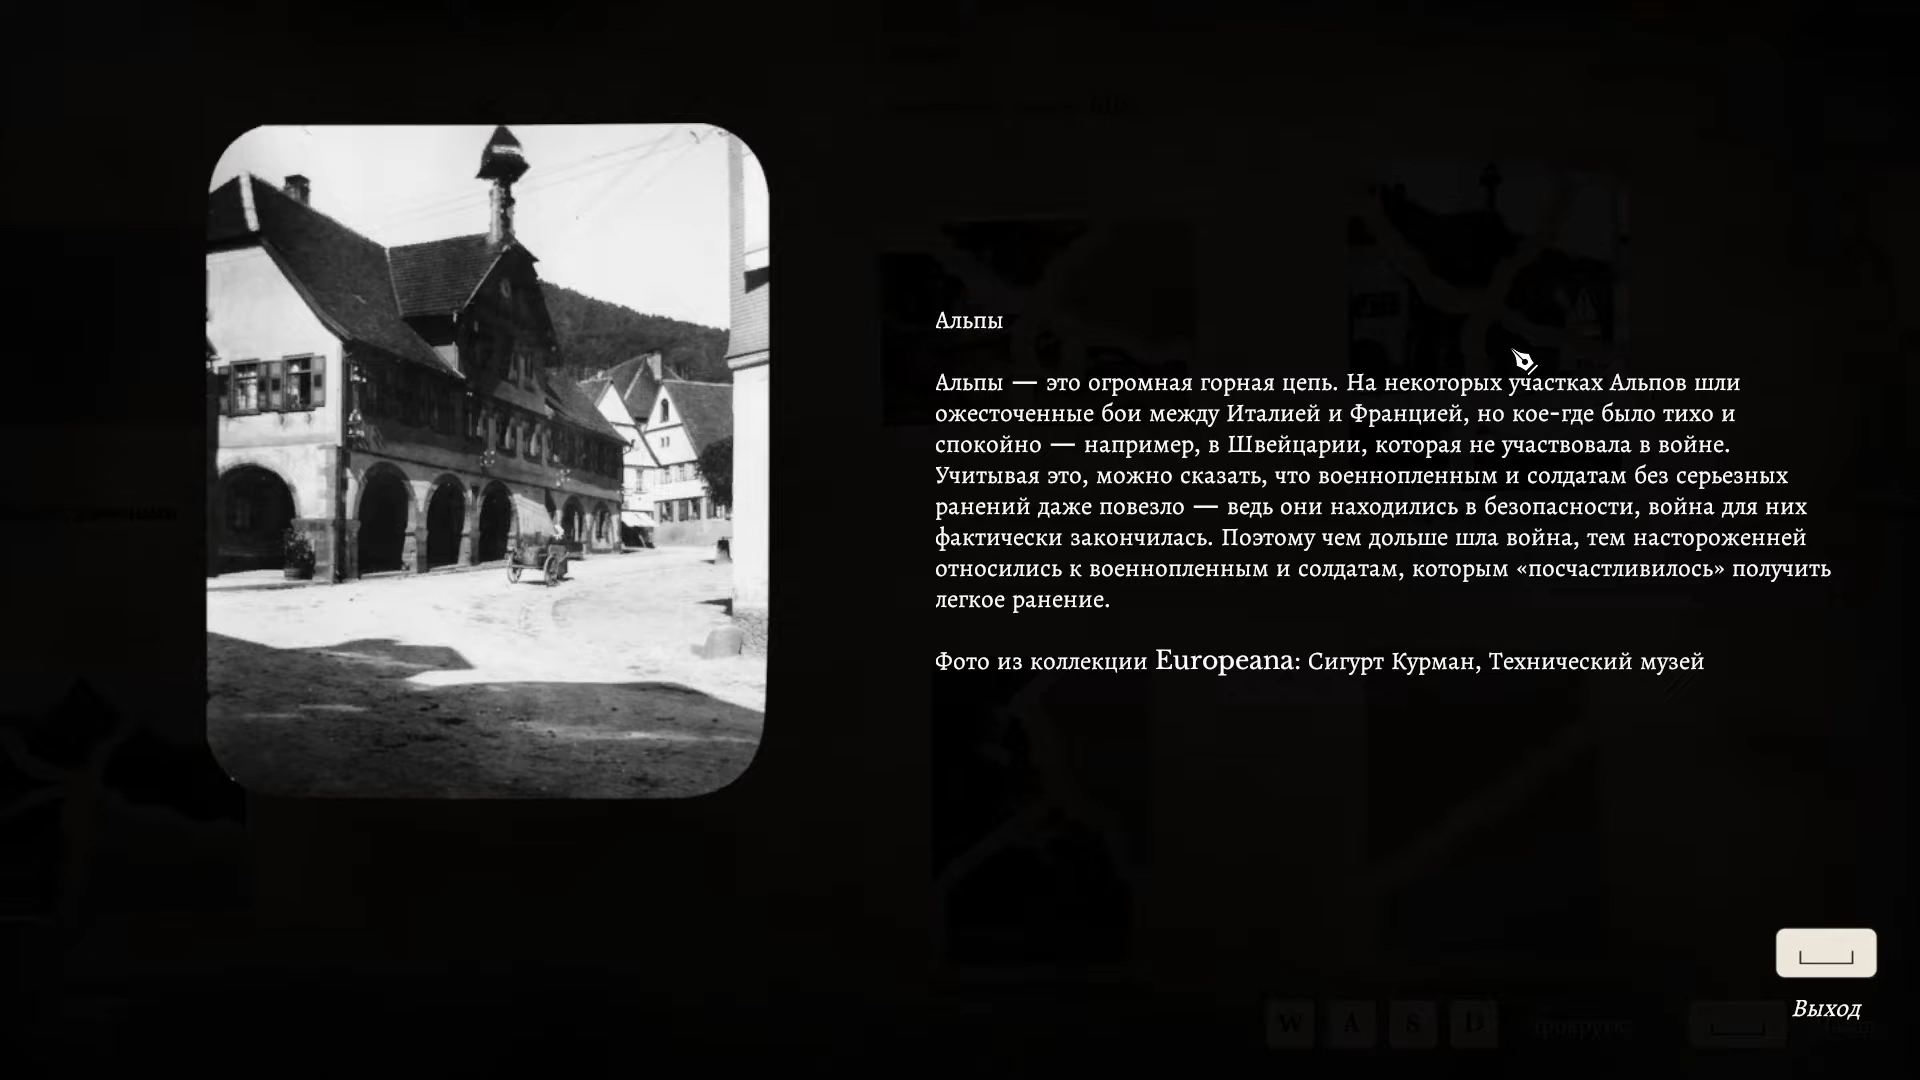 Альпы
Альпы — это огромная горная цепь. На некоторых участках Альпов шли
ожесточенные бои между Италией и Францией, но кое-где было тихо и
спокойно — например, в Швейцарии, которая не участвовала в войне.
Учитывая это, можно сказать, что военнопленным и солдатам без серьезных
ранений даже повезло — ведь они находились в безопасности, война для них
фактически закончилась. Поэтому чем дольше шла война, тем настороженней
относились к военнопленным и солдатам, которым «посчастливилось» получить
легкое ранение.
Фото из коллекции Europeana: Сигурт Курман, Технический музей
Выход
W A S D